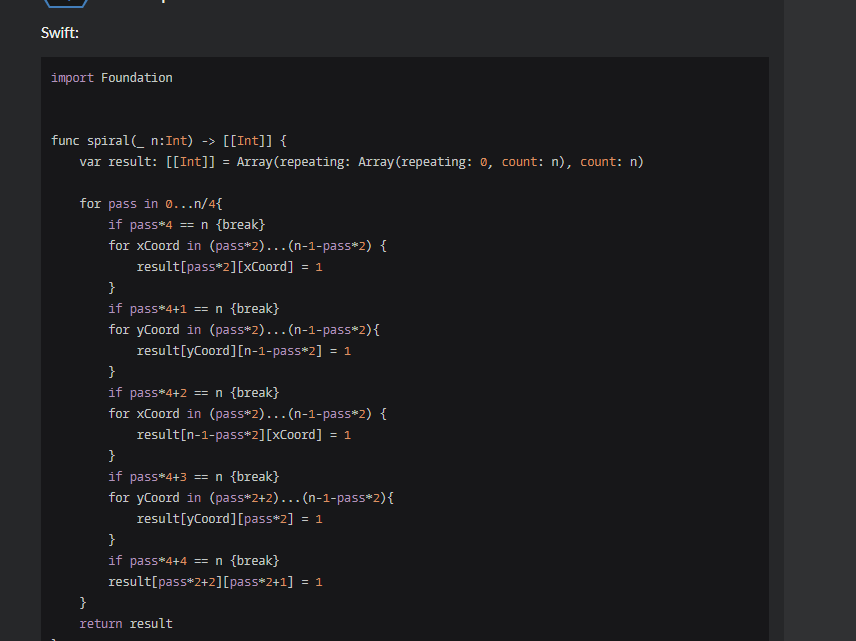 Swift:
import Foundation
func spiral(_ n:Int) -> [[Int]] {
    var result: [[Int]] = Array(repeating: Array(repeating: 0, count: n), count: n)
    for pass in 0...n/4{
        if pass*4 == n {break}
        for xCoord in (pass*2)...(n-1-pass*2) {
            result[pass*2][xCoord] = 1
        }
        if pass*4+1 == n {break}
        for yCoord in (pass*2)...(n-1-pass*2){
            result[yCoord][n-1-pass*2] = 1
        }
        if pass*4+2 == n {break}
        for xCoord in (pass*2)...(n-1-pass*2) {
            result[n-1-pass*2][xCoord] = 1
        }
        if pass*4+3 == n {break}
        for yCoord in (pass*2+2)...(n-1-pass*2){
            result[yCoord][pass*2] = 1
        }
        if pass*4+4 == n {break}
        result[pass*2+2][pass*2+1] = 1
    }
    return result